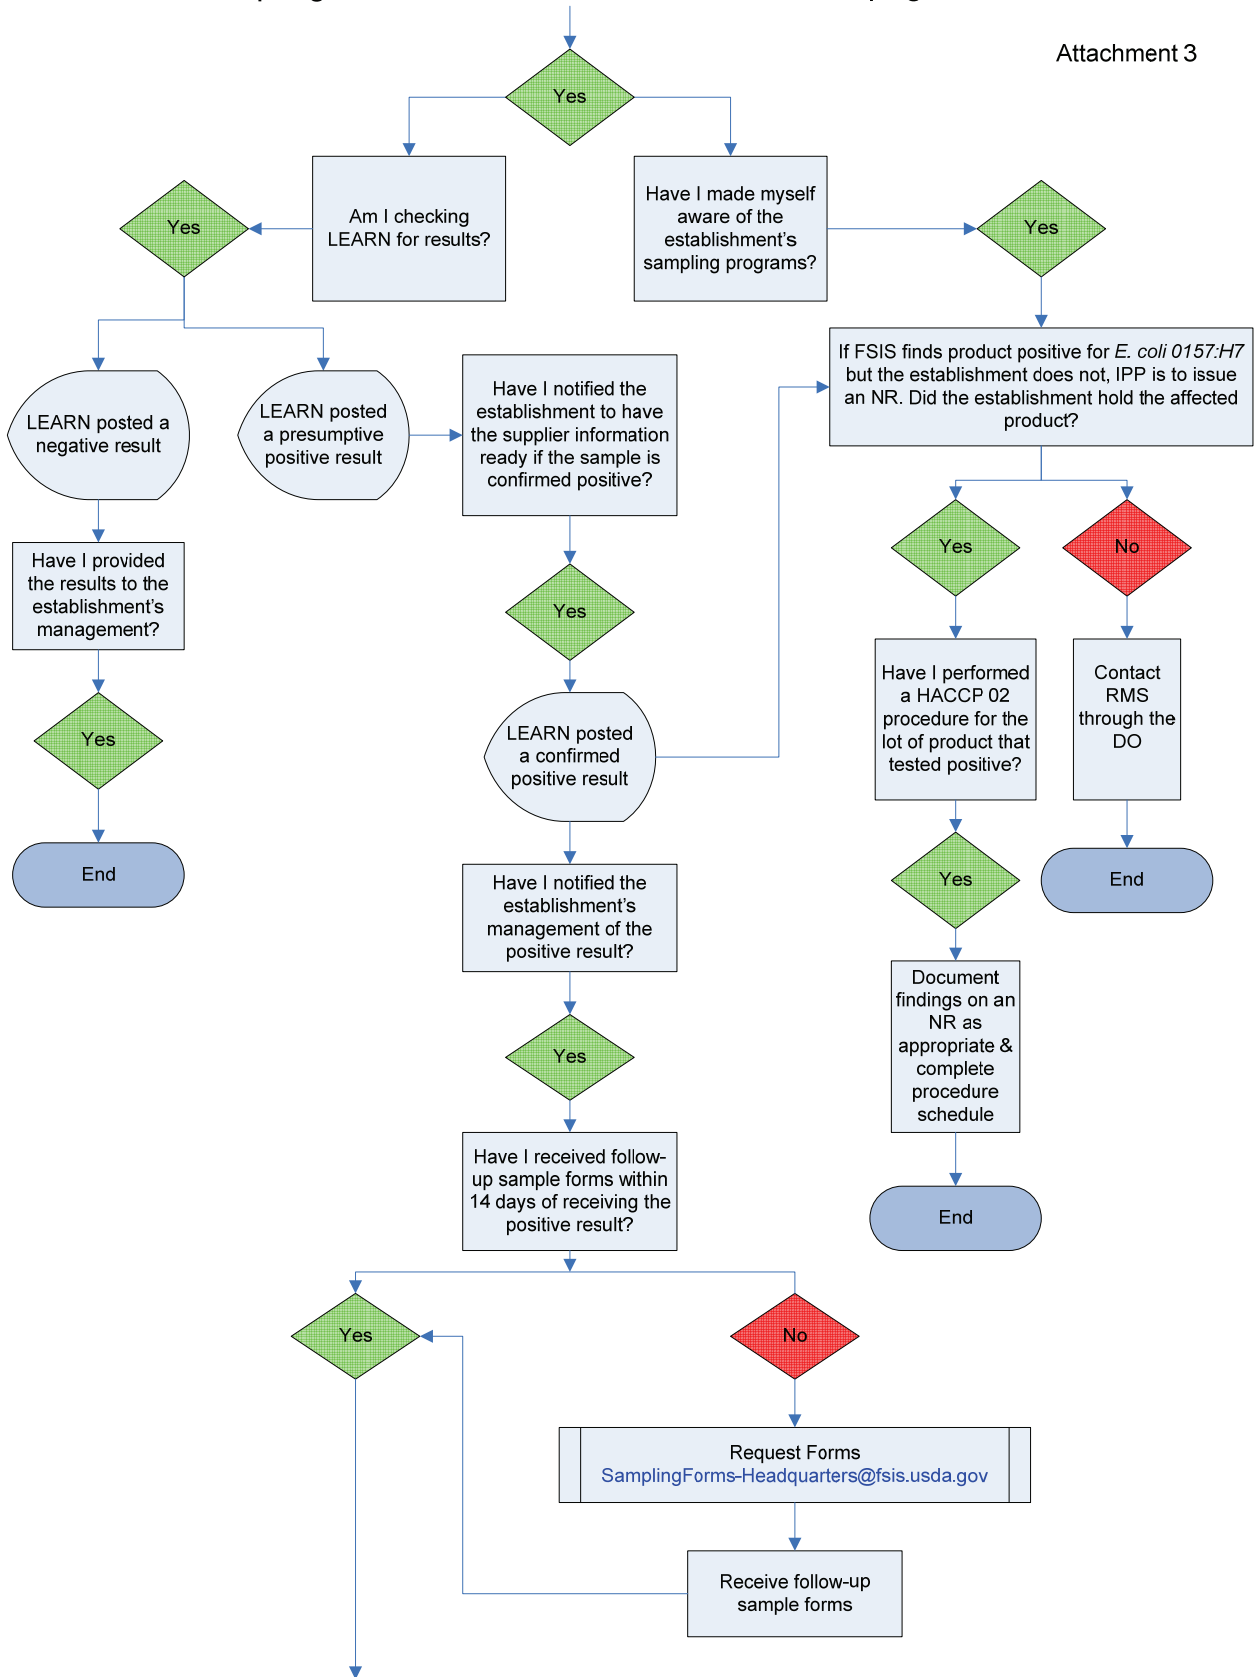 Attachment 3
Yes
Am I checking
LEARN for results?
Have I made myself
aware of the
establishment's
sampling programs?
Yes
Yes
LEARN posted a
negative result
LEARN posted
a presumptive
positive result
Have I notified the
establishment to have
the supplier information
ready if the sample is
confirmed positive?
If FSIS finds product positive for E. coli 0157:H7
but the establishment does not, IPP is to issue
an NR. Did the establishment hold the affected
product?
Have I provided
the results to the
establishment's
management?
Yes
Yes
No
Yes
Have I performed
a HACCP 02
procedure for the
lot of product that
tested positive?
Contact
RMS
through the
DO
LEARN posted
a confirmed
positive result
End
Yes
End
Have I notified the
establishment's
management of the
positive result?
Document
findings on an
NR as
appropriate &
complete
procedure
schedule
Yes
Have I received follow-
up sample forms within
14 days of receiving the
positive result?
End
Yes
No
Request Forms
SamplingForms-Headquarters@fsis.usda.gov
Receive follow-up
sample forms